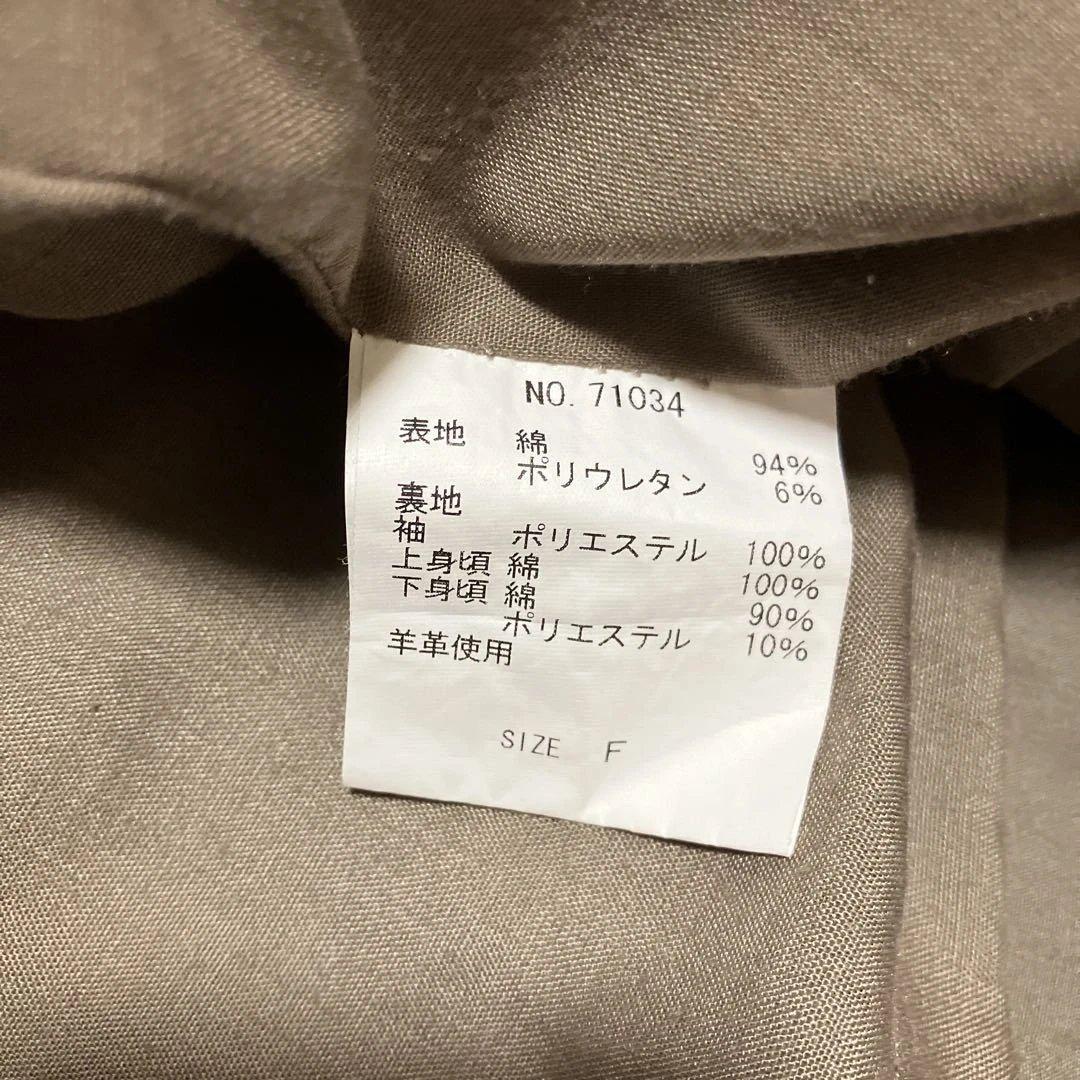 NO. 71034
表地 綿 94%
ポリウレタン 6%
裏地
袖 ポリエステル 100%
上身頃 綿 100%
下身頃 綿 90%
ポリエステル 10%
羊革使用
SIZE F